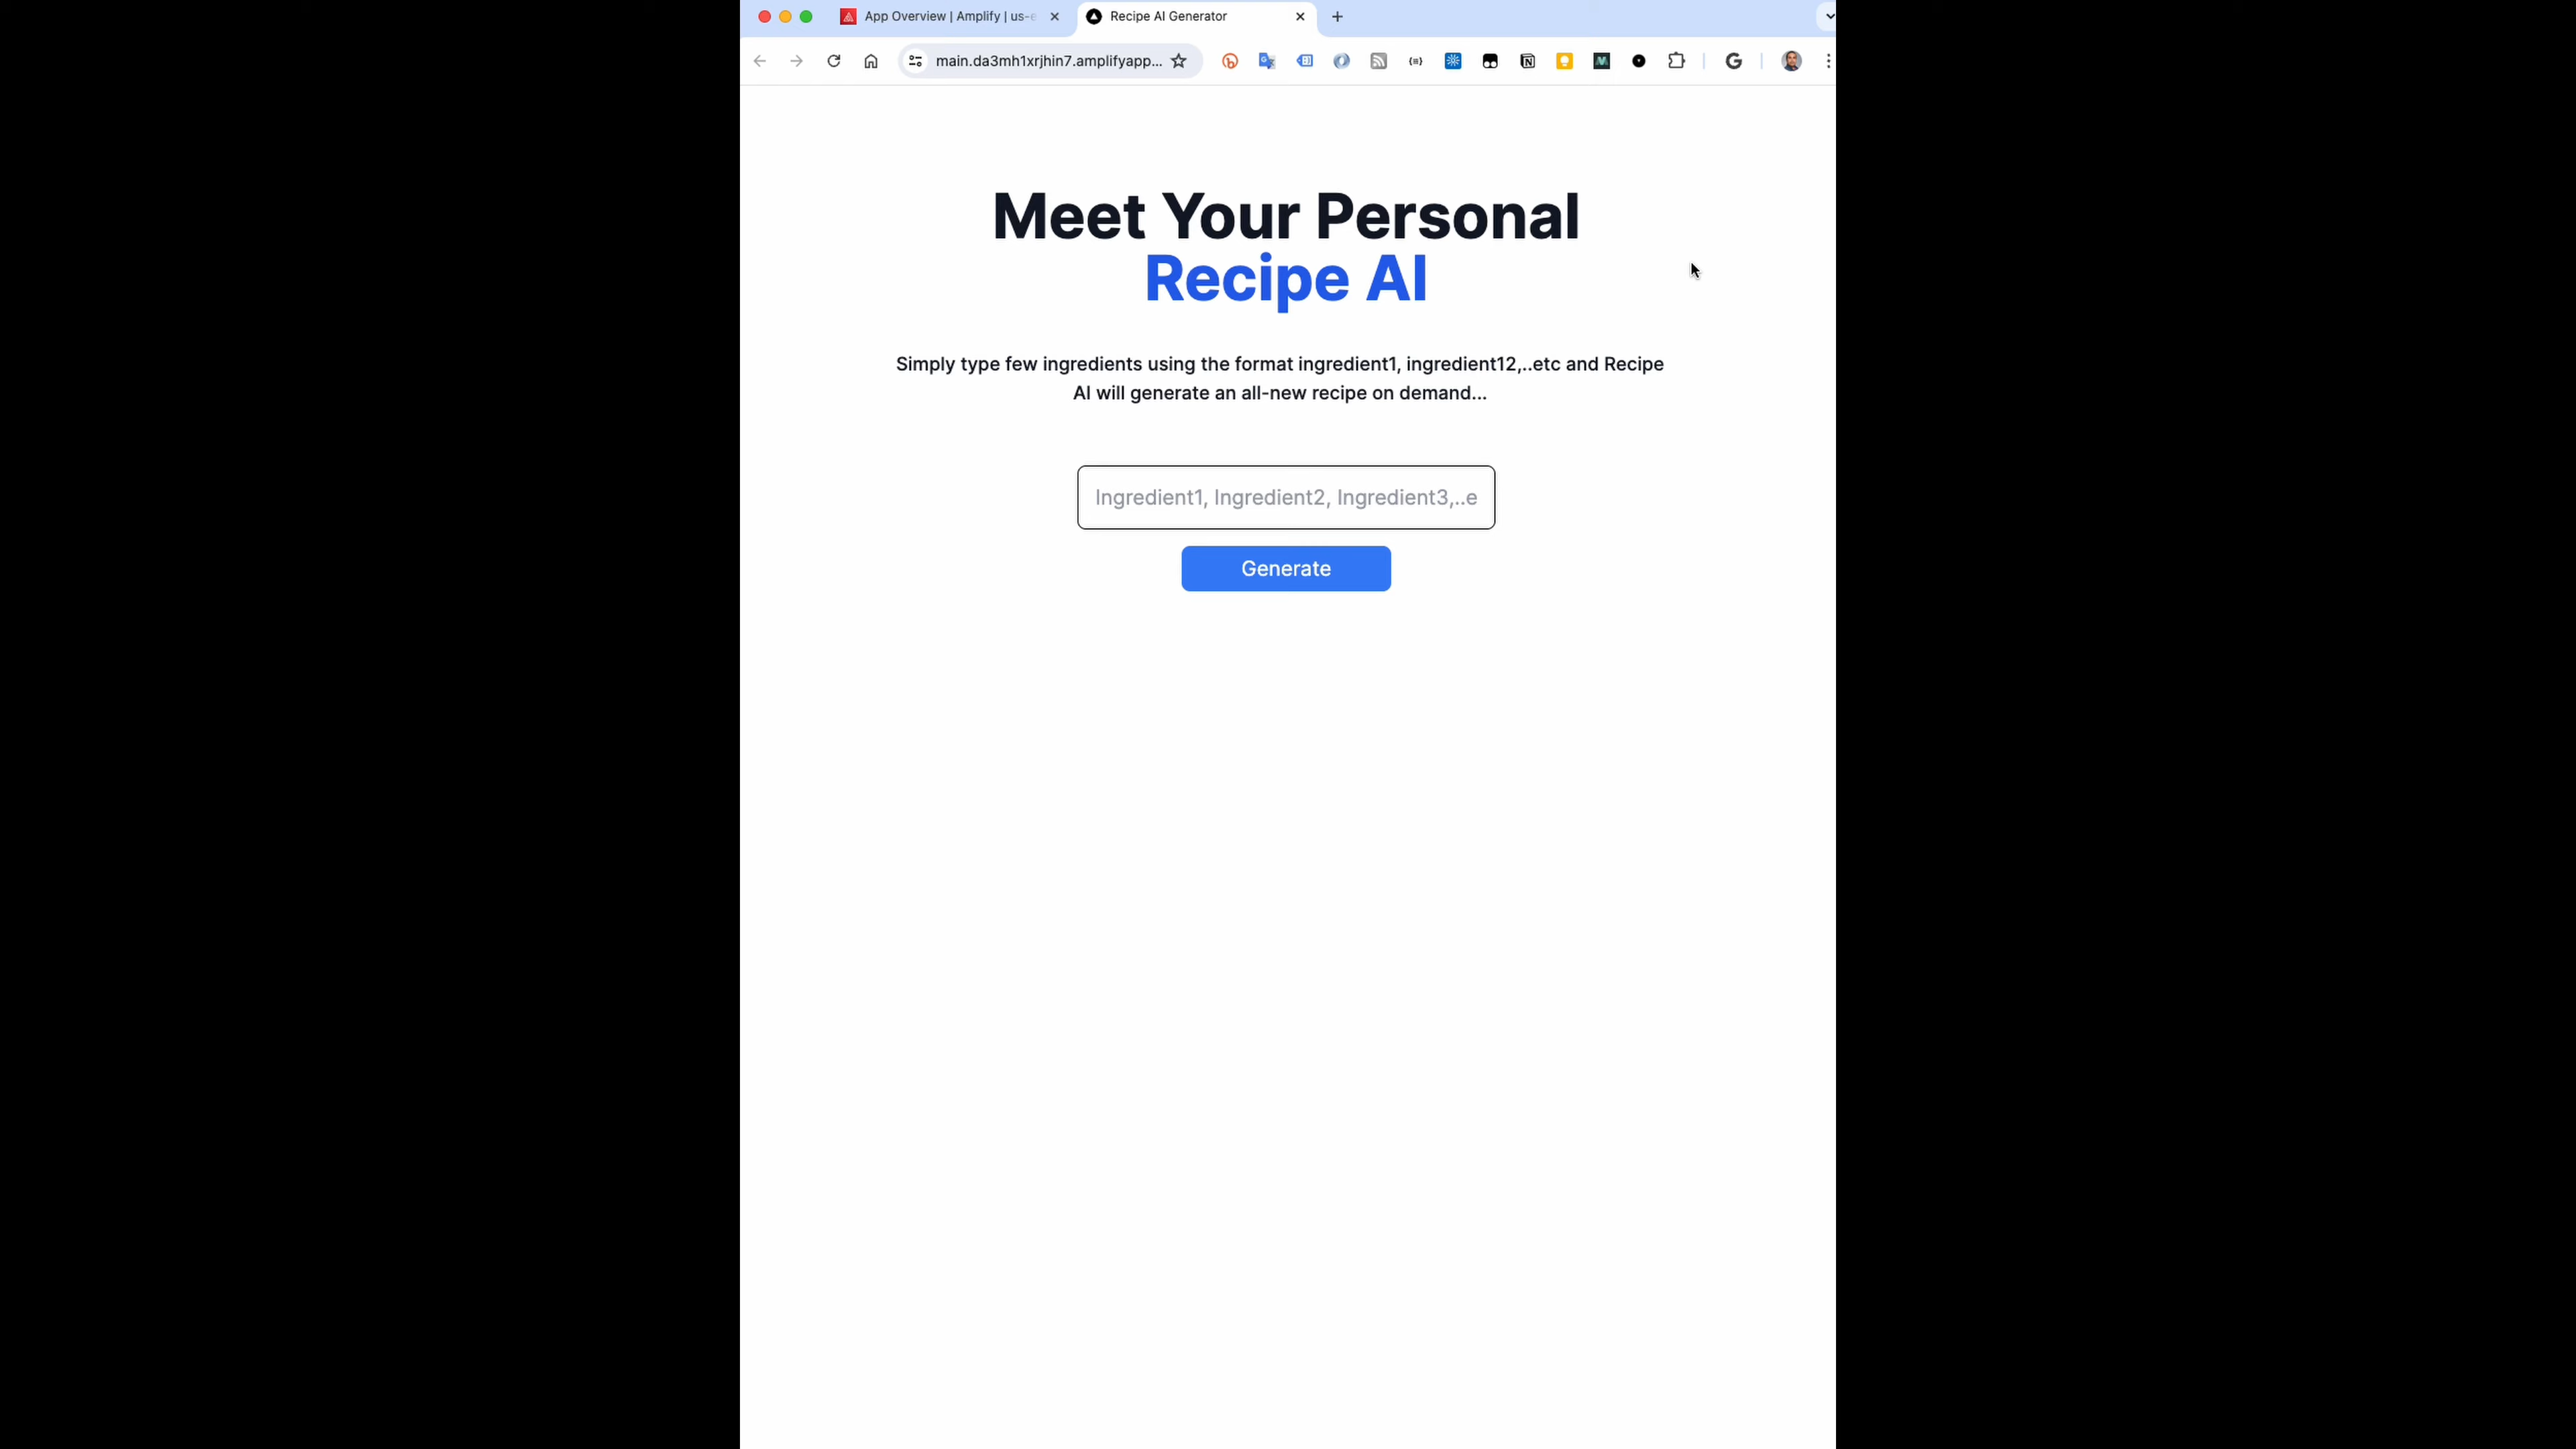 App Overview | Amplify | us-e
Recipe AI Generator
main.da3mh1xrjhin7.amplifyapp...
Meet Your Personal
Recipe AI
Simply type few ingredients using the format ingredient1, ingredient12,..etc and Recipe
AI will generate an all-new recipe on demand...
Ingredient1, Ingredient2, Ingredient3,..e
Generate